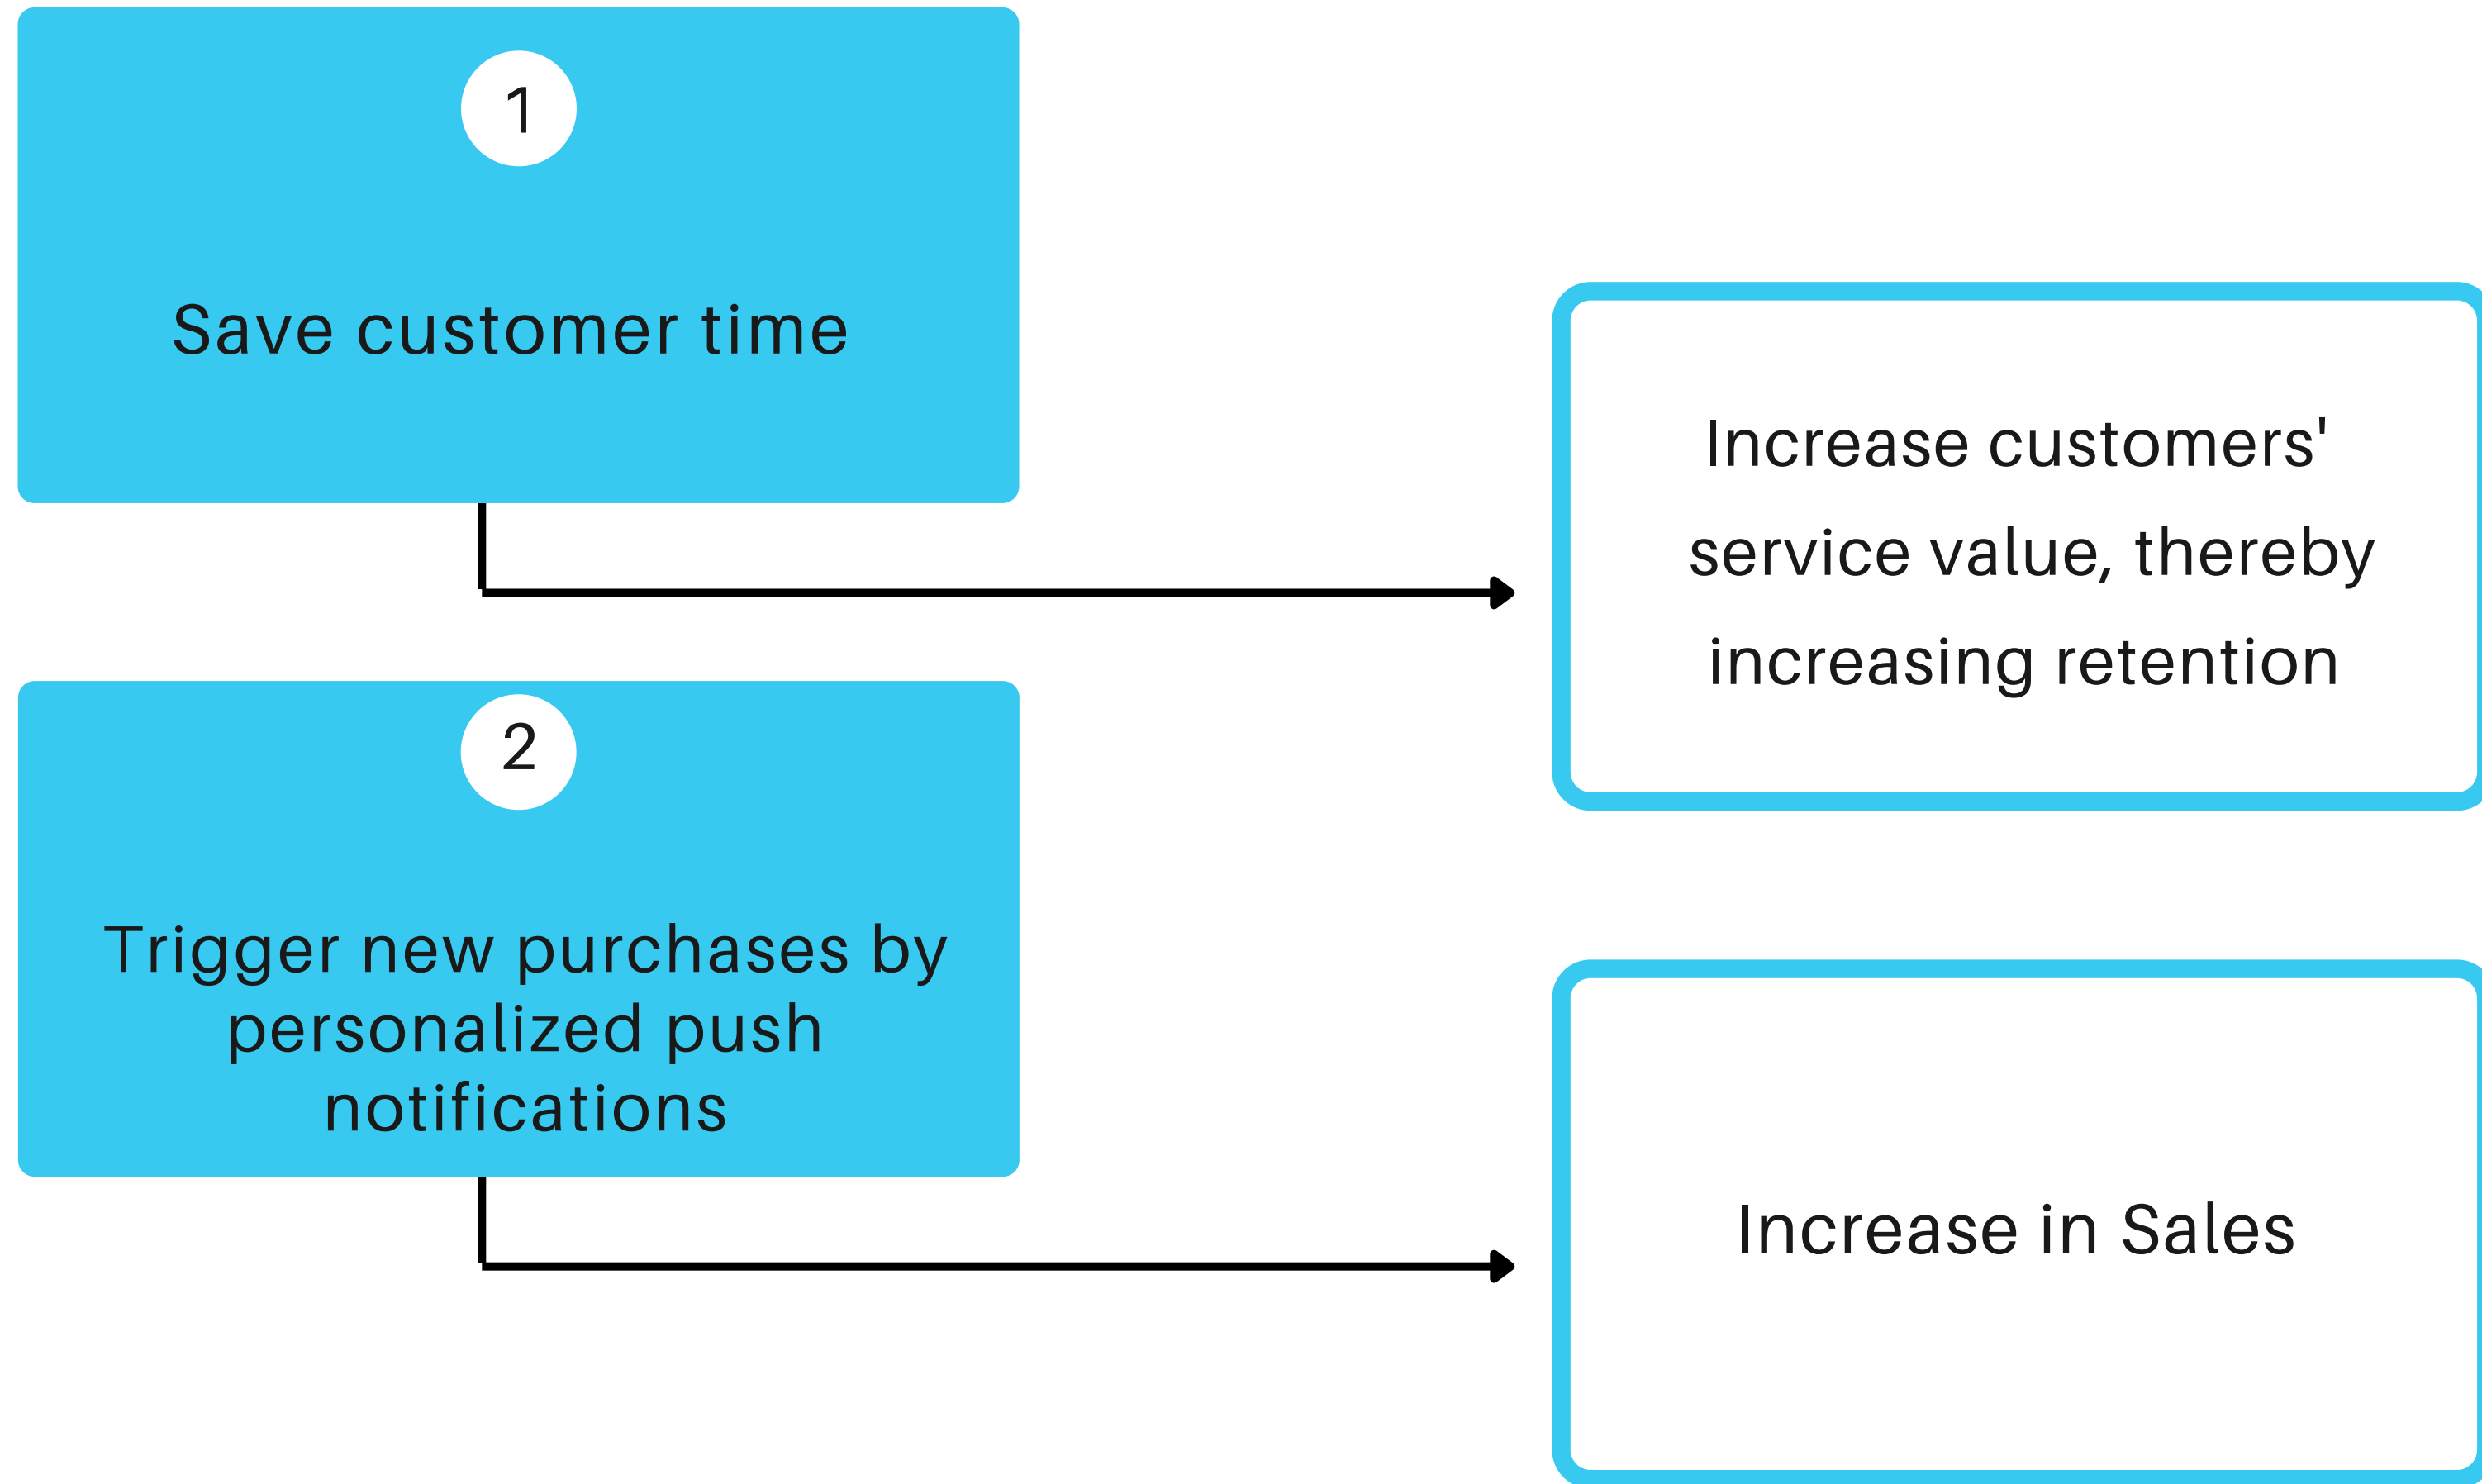 1
Save customer time
Increase customers'
service value, thereby
increasing retention
2
Trigger new purchases by
personalized push
notifications
Increase in Sales